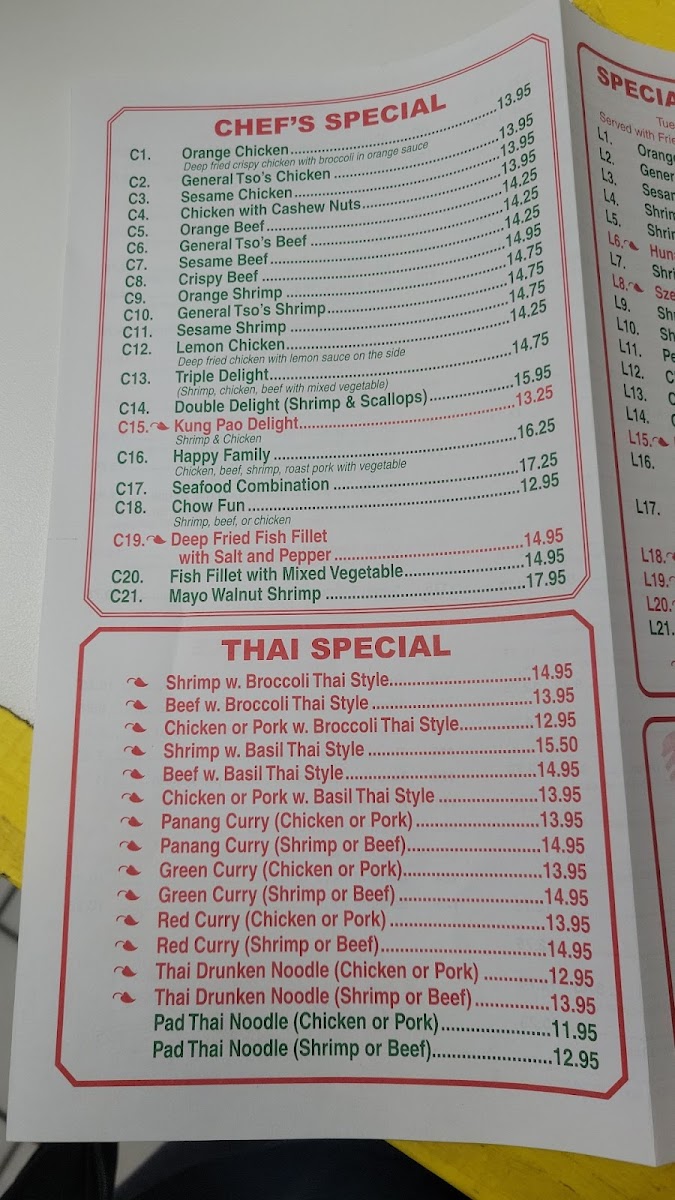 CHEF'S SPECIAL
C1. Orange Chicken..........13.95
Deep fried crispy chicken with broccoli in orange sauce
C2. General Tso's Chicken..........13.95
C3. Sesame Chicken..........13.95
C4. Chicken with Cashew Nuts..........13.95
C5. Orange Beef..........14.25
C6. General Tso's Beef..........14.25
C7. Sesame Beef..........14.25
C8. Crispy Beef..........14.95
C9. Orange Shrimp..........14.75
C10. General Tso's Shrimp..........14.75
C11. Sesame Shrimp..........14.75
C12. Lemon Chicken..........14.25
Deep fried chicken with lemon sauce on the side
C13. Triple Delight..........14.75
(Shrimp, chicken, beef with mixed vegetable)
C14. Double Delight (Shrimp & Scallops)..........15.95
C15. Kung Pao Delight..........13.25
Shrimp & Chicken
C16. Happy Family..........16.25
Chicken, beef, shrimp, roast pork with vegetable
C17. Seafood Combination..........17.25
C18. Chow Fun..........12.95
Shrimp, beef, or chicken
C19. Deep Fried Fish Fillet
with Salt and Pepper..........14.95
C20. Fish Fillet with Mixed Vegetable..........14.95
C21. Mayo Walnut Shrimp..........17.95
THAI SPECIAL
Shrimp w. Broccoli Thai Style..........14.95
Beef w. Broccoli Thai Style..........13.95
Chicken or Pork w. Broccoli Thai Style..........12.95
Shrimp w. Basil Thai Style..........15.50
Beef w. Basil Thai Style..........14.95
Chicken or Pork w. Basil Thai Style..........13.95
Panang Curry (Chicken or Pork)..........13.95
Panang Curry (Shrimp or Beef)..........14.95
Green Curry (Chicken or Pork)..........13.95
Green Curry (Shrimp or Beef)..........14.95
Red Curry (Chicken or Pork)..........13.95
Red Curry (Shrimp or Beef)..........14.95
Thai Drunken Noodle (Chicken or Pork)..........12.95
Thai Drunken Noodle (Shrimp or Beef)..........13.95
Pad Thai Noodle (Chicken or Pork)..........11.95
Pad Thai Noodle (Shrimp or Beef)..........12.95
SPECIA
Tue
Served with Frie
L1. Orang
L2. Gener
L3. Sesar
L4. Shrin
L5. Shrir
L6. Hun
L7. Shri
L8. Sze
L9. Sh
L10. Sh
L11. Pe
L12. C
L13. C
L14.
L15.
L16.
L17.
L18.
L19.
L20.
L21.